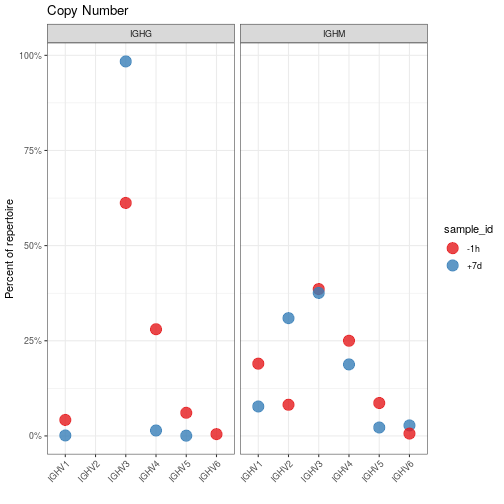 Copy Number
IGHG
IGHM
100%
75%
50%
25%
0%
Percent of repertoire
IGHV1
IGHV2
IGHV3
IGHV4
IGHV5
IGHV6
IGHV1
IGHV2
IGHV3
IGHV4
IGHV5
IGHV6
sample_id
-1h
+7d